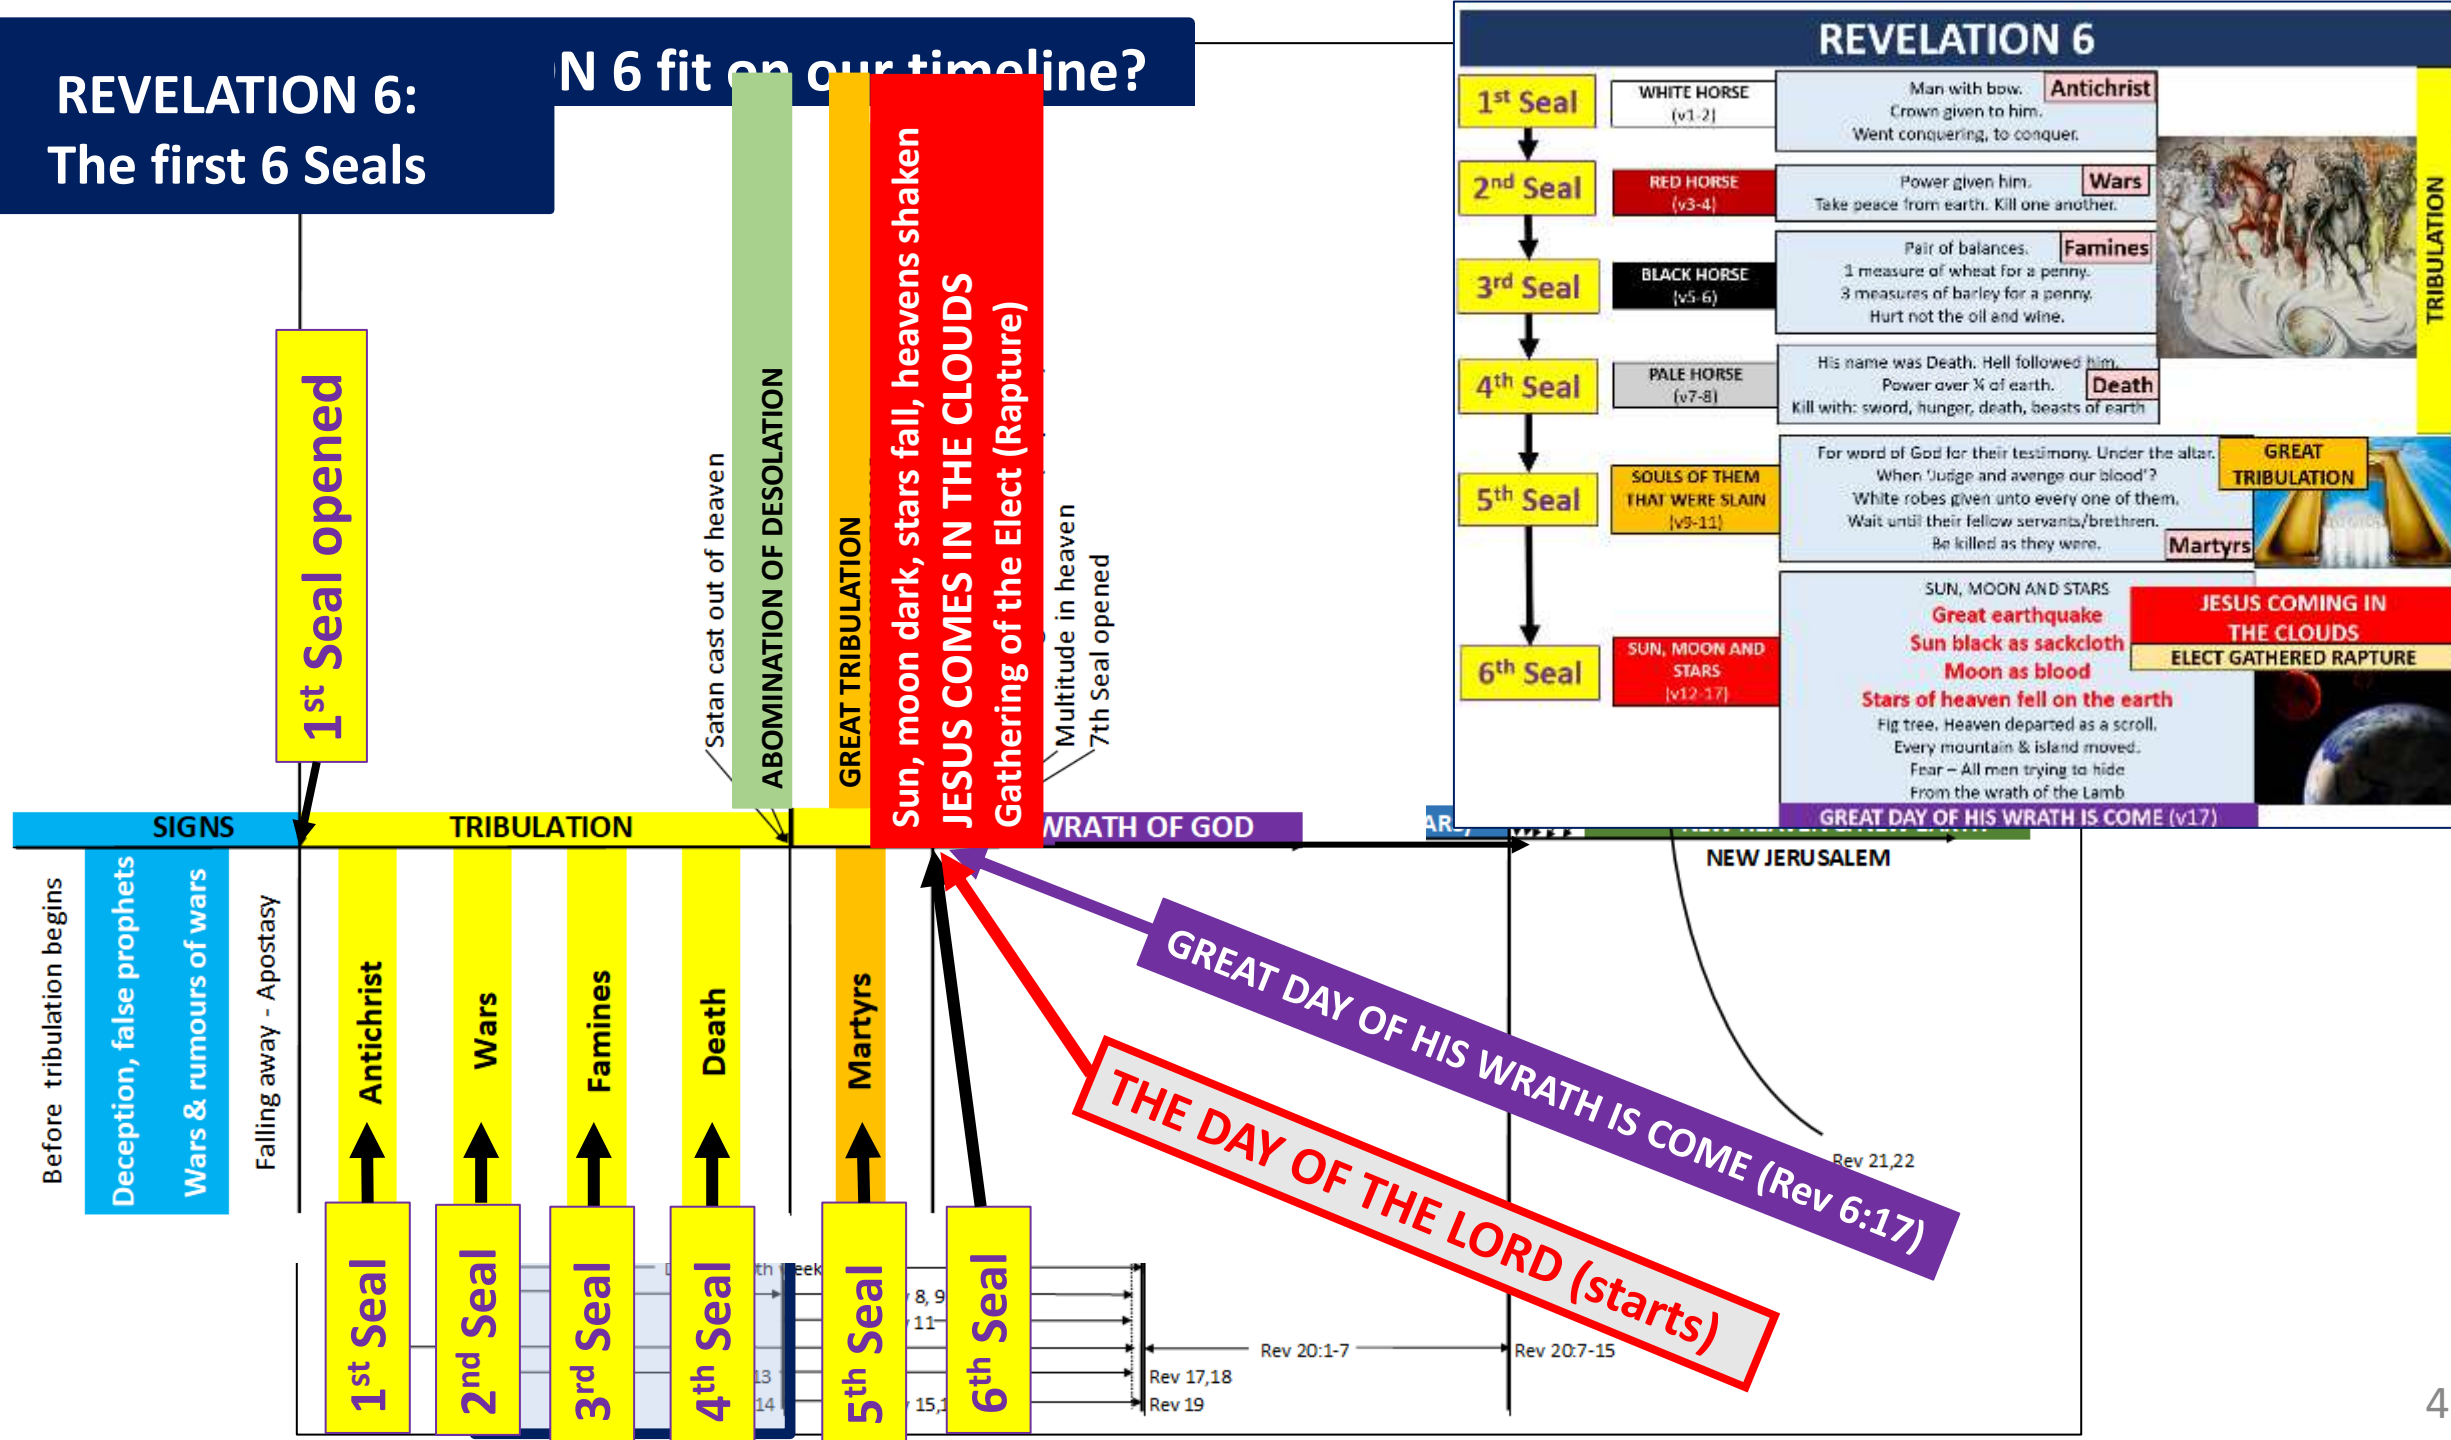 REVELATION 6:
The first 6 Seals
N 6 fit on our timeline?
1st Seal opened
Satan cast out of heaven
ABOMINATION OF DESOLATION
GREAT TRIBULATION
Sun, moon dark, stars fall, heavens shaken
JESUS COMES IN THE CLOUDS
Gathering of the Elect (Rapture)
Multitude in heaven
7th Seal opened
SIGNS
TRIBULATION
WRATH OF GOD
NEW JERUSALEM
Before tribulation begins
Deception, false prophets
Wars & rumours of wars
Falling away - Apostasy
Antichrist
Wars
Famines
Death
Martyrs
1st Seal
2nd Seal
3rd Seal
4th Seal
5th Seal
6th Seal
GREAT DAY OF HIS WRATH IS COME (Rev 6:17)
THE DAY OF THE LORD (starts)
Rev 21,22
th week
8, 9
11
13
14
15,1
Rev 20:1-7
Rev 20:7-15
Rev 17,18
Rev 19
REVELATION 6
1st Seal
WHITE HORSE
(v1-2)
Man with bow.
Antichrist
Crown given to him.
Went conquering, to conquer.
2nd Seal
RED HORSE
(v3-4)
Power given him.
Wars
Take peace from earth. Kill one another.
3rd Seal
BLACK HORSE
(v5-6)
Pair of balances.
Famines
1 measure of wheat for a penny.
3 measures of barley for a penny.
Hurt not the oil and wine.
4th Seal
PALE HORSE
(v7-8)
His name was Death. Hell followed him.
Power over ¼ of earth.
Death
Kill with: sword, hunger, death, beasts of earth
TRIBULATION
5th Seal
SOULS OF THEM
THAT WERE SLAIN
(v9-11)
For word of God for their testimony. Under the altar.
When 'Judge and avenge our blood'?
White robes given unto every one of them.
Wait until their fellow servants/brethren.
Be killed as they were.
Martyrs
GREAT
TRIBULATION
6th Seal
SUN, MOON AND
STARS
(v12-17)
SUN, MOON AND STARS
Great earthquake
Sun black as sackcloth
Moon as blood
Stars of heaven fell on the earth
Fig tree. Heaven departed as a scroll.
Every mountain & island moved.
Fear – All men trying to hide
From the wrath of the Lamb
JESUS COMING IN
THE CLOUDS
ELECT GATHERED RAPTURE
GREAT DAY OF HIS WRATH IS COME (v17)
4